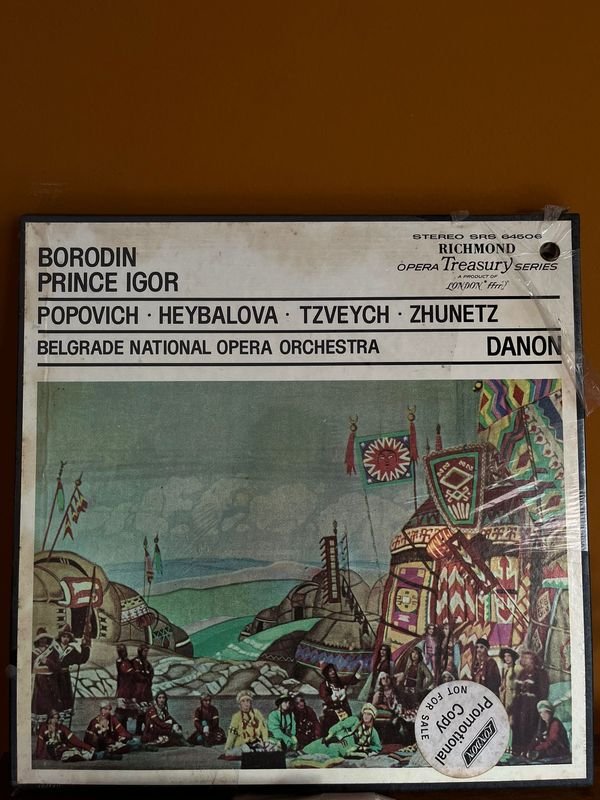 STEREO SRS 64506
RICHMOND
OPERA Treasury SERIES
A PRODUCT OF
LONDON ffrr
BORODIN
PRINCE IGOR
POPOVICH · HEYBALOVA · TZVEYCH · ZHUNETZ
BELGRADE NATIONAL OPERA ORCHESTRA
DANON
LONDON
Promotional
Copy
NOT FOR SALE